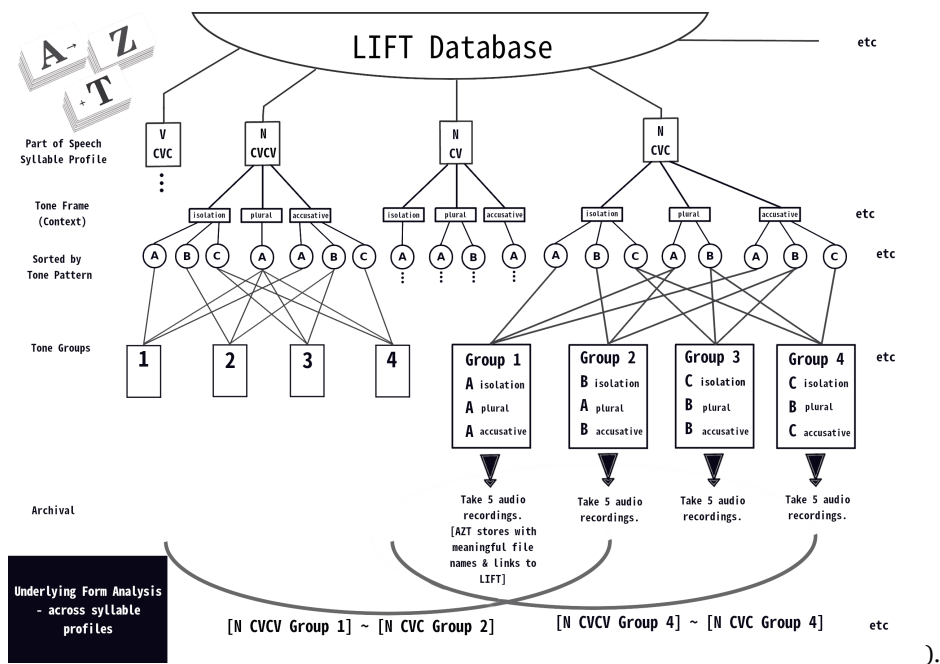 LIFT Database
etc
A → Z
+ T
V
CVC
N
CVCV
N
CV
N
CVC
Part of Speech
Syllable Profile
Tone Frame
(Context)
isolation plural accusative
isolation plural accusative
isolation plural accusative
etc
Sorted by
Tone Pattern
A B C A A B C
A A B A
A B C A B A B C
etc
Tone Groups
1 2 3 4
Group 1
A isolation
A plural
A accusative
Group 2
B isolation
A plural
B accusative
Group 3
C isolation
B plural
B accusative
Group 4
C isolation
B plural
C accusative
etc
Archival
Take 5 audio
recordings.
[AZT stores with
meaningful file
names & links to
LIFT]
Take 5 audio
recordings.
Take 5 audio
recordings.
Take 5 audio
recordings.
Underlying Form Analysis
- across syllable
profiles
[N CVCV Group 1] ~ [N CVC Group 2]
[N CVCV Group 4] ~ [N CVC Group 4]
etc
).